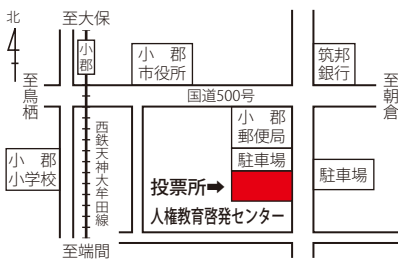 北
至大保
小郡
小郡
市役所
筑邦
銀行
至鳥栖
国道500号
至朝倉
小郡
郵便局
西鉄天神大牟田線
小郡
小学校
駐車場
投票所➡
駐車場
人権教育啓発センター
至端間